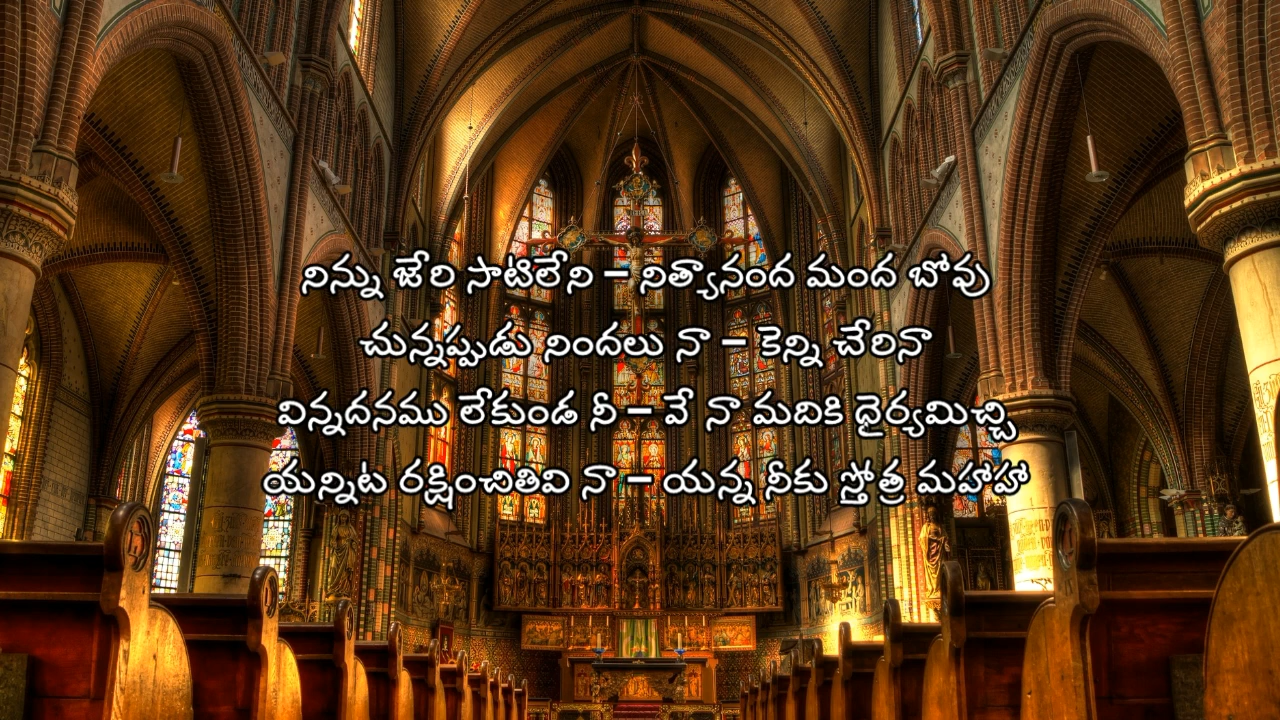 నిన్ను జేరి సాటిలేని – నిత్యానంద మంద బోవు
చున్నప్పుడు నిందలు నా – కెన్ని చేరినా
విన్నదనము లేకుండ నీ – వే నా మదికి ధైర్యమిచ్చి
యన్నిట రక్షించితివి నా – యన్న నీకు స్తోత్ర మహాహా